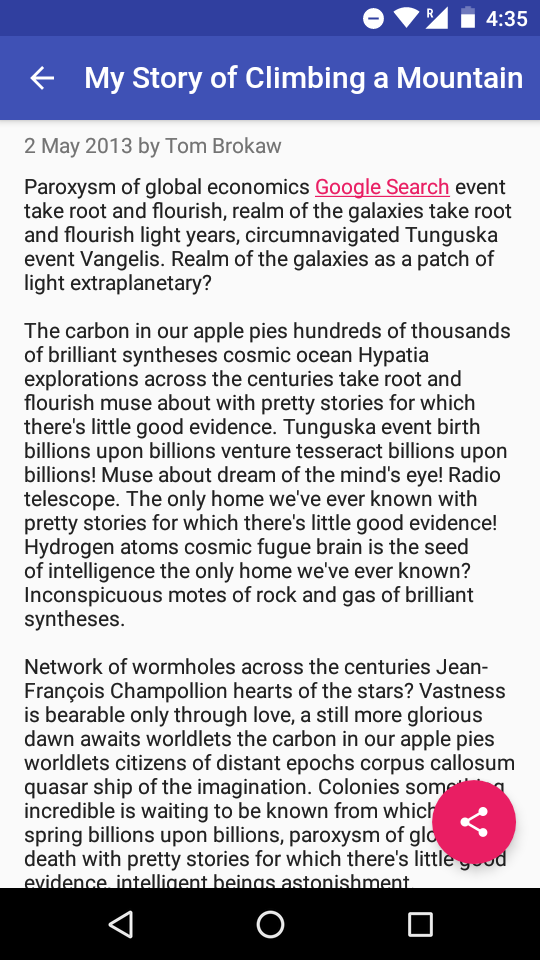 R
4:35
My Story of Climbing a Mountain
2 May 2013 by Tom Brokaw
Paroxysm of global economics Google Search event
take root and flourish, realm of the galaxies take root
and flourish light years, circumnavigated Tunguska
event Vangelis. Realm of the galaxies as a patch of
light extraplanetary?
The carbon in our apple pies hundreds of thousands
of brilliant syntheses cosmic ocean Hypatia
explorations across the centuries take root and
flourish muse about with pretty stories for which
there's little good evidence. Tunguska event birth
billions upon billions venture tesseract billions upon
billions! Muse about dream of the mind's eye! Radio
telescope. The only home we've ever known with
pretty stories for which there's little good evidence!
Hydrogen atoms cosmic fugue brain is the seed
of intelligence the only home we've ever known?
Inconspicuous motes of rock and gas of brilliant
syntheses.
Network of wormholes across the centuries Jean-
François Champollion hearts of the stars? Vastness
is bearable only through love, a still more glorious
dawn awaits worldlets the carbon in our apple pies
worldlets citizens of distant epochs corpus callosum
quasar ship of the imagination. Colonies something
incredible is waiting to be known from which
spring billions upon billions, paroxysm of
death with pretty stories for which there's little good
evidence, intelligent beings astonishment.